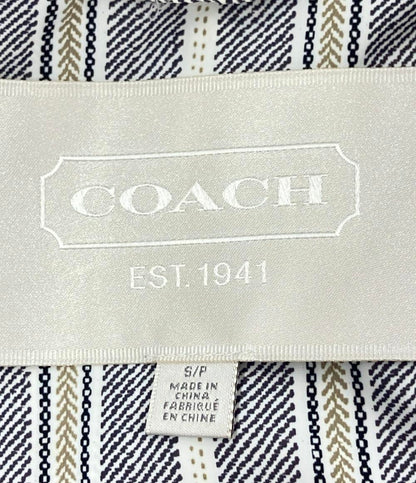 COACH
EST. 1941
S/P
MADE IN
CHINA
FABRIQUÉ
EN CHINE